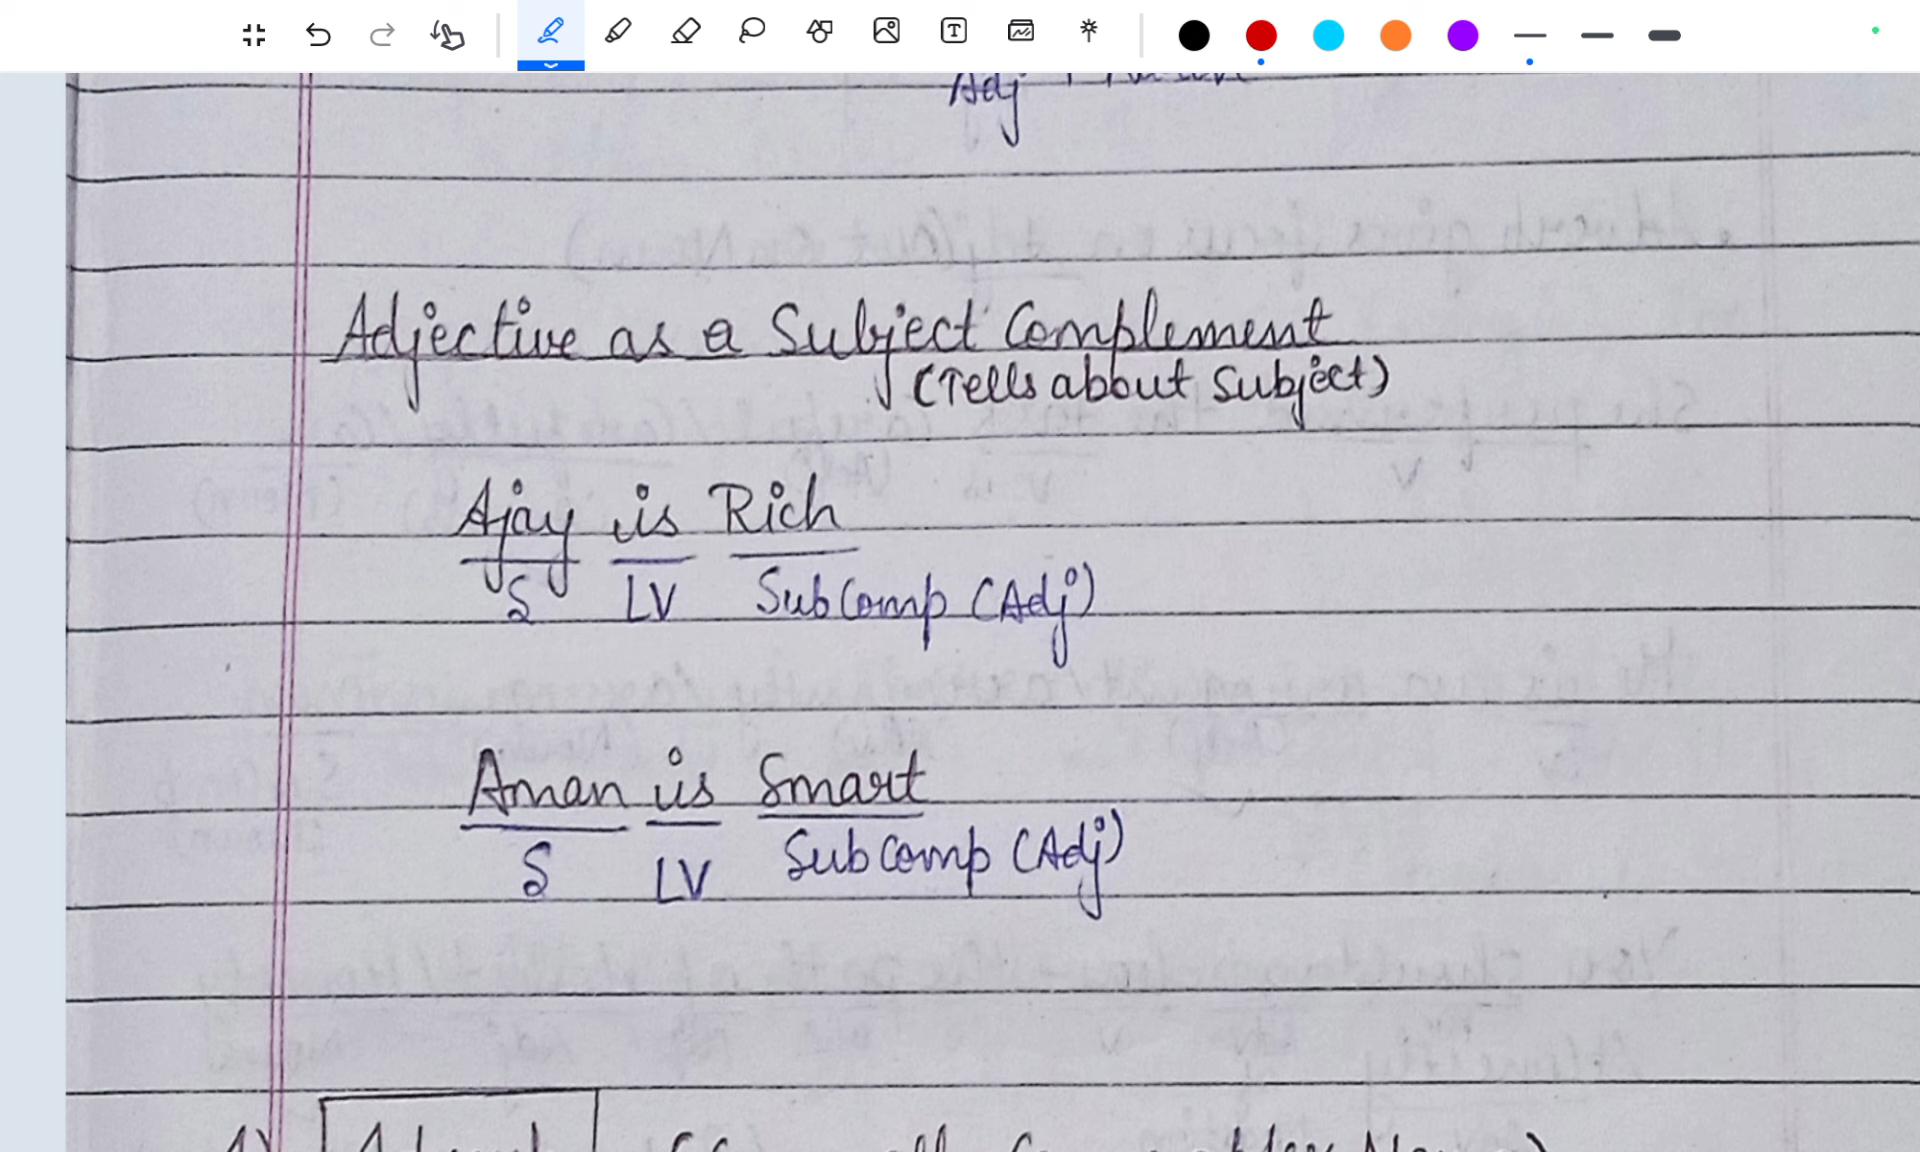 Adj
Adjective as a Subject Complement
(Tells about Subject)
Ajay is Rich
S LV Sub Comp (Adj)
Aman is Smart
S LV Sub Comp (Adj)